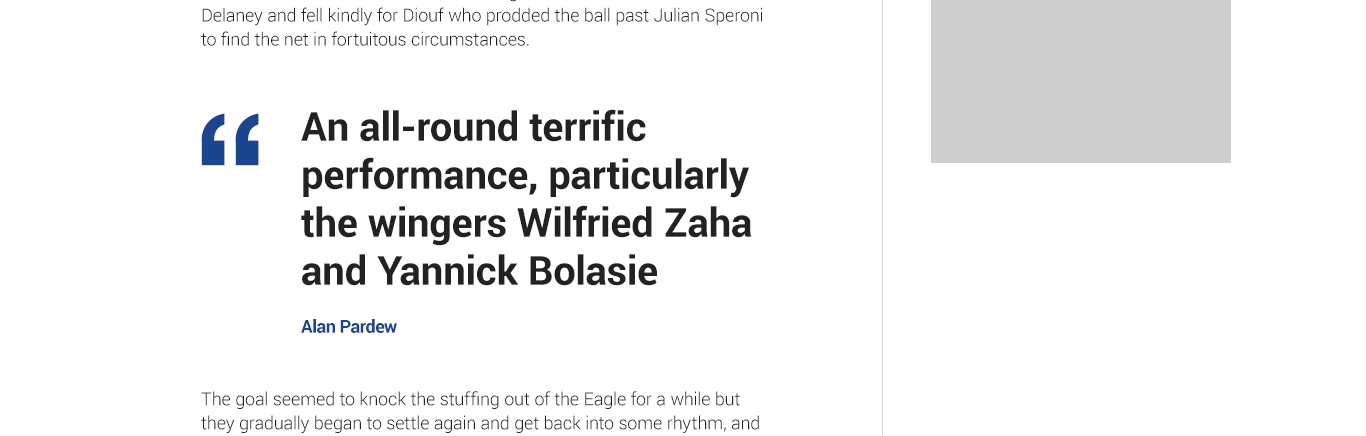 Delaney and fell kindly for Diouf who prodded the ball past Julian Speroni
to find the net in fortuitous circumstances.
“
An all-round terrific
performance, particularly
the wingers Wilfried Zaha
and Yannick Bolasie
Alan Pardew
The goal seemed to knock the stuffing out of the Eagle for a while but
they gradually began to settle again and get back into some rhythm, and